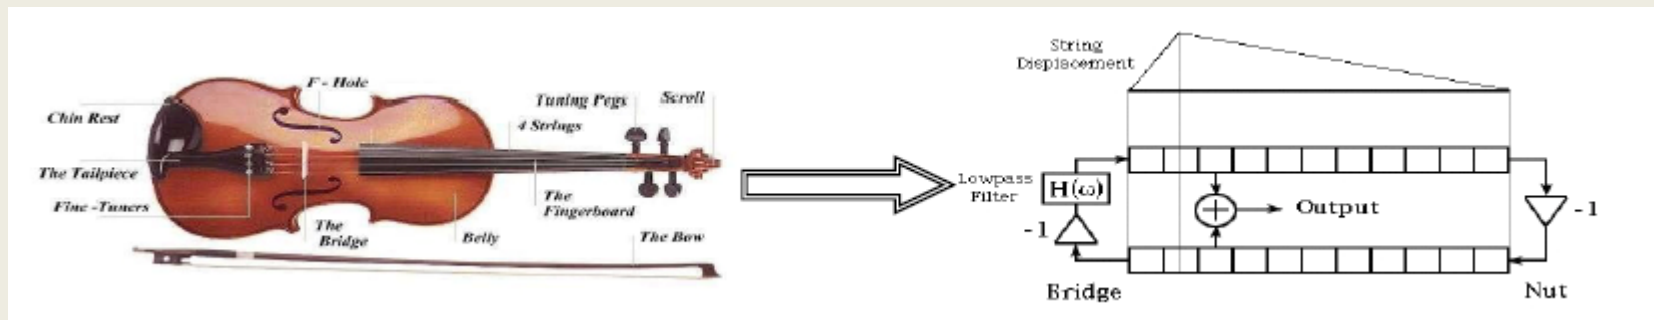 F - Hole
Chin Rest
Tuning Pegs
Scroll
4 Strings
The Tailpiece
Fine -Tuners
The
Bridge
Belly
The
Fingerboard
The Bow
String
Displacement
Lowpass
Filter
H(ω)
-1
+
Output
-1
Bridge
Nut